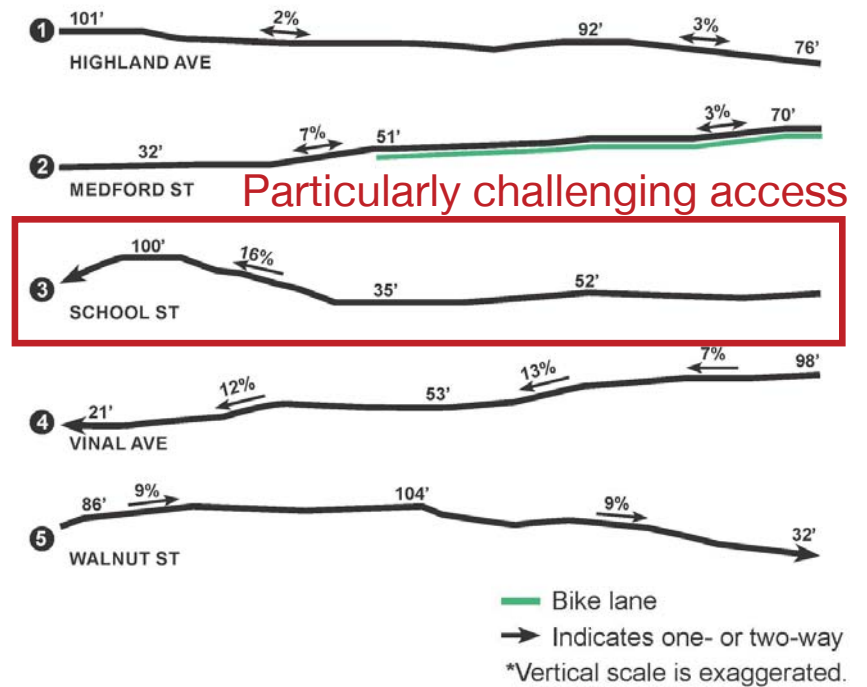 101’ 2% 92’ 3% 76’
1
HIGHLAND AVE
32’ 7% 51’ 3% 70’
2
MEDFORD ST
Particularly challenging access
100’ 16% 35’ 52’
3
SCHOOL ST
21’ 12% 53’ 13% 7% 98’
4
VINAL AVE
86’ 9% 104’ 9% 32’
5
WALNUT ST
Bike lane
Indicates one- or two-way
*Vertical scale is exaggerated.